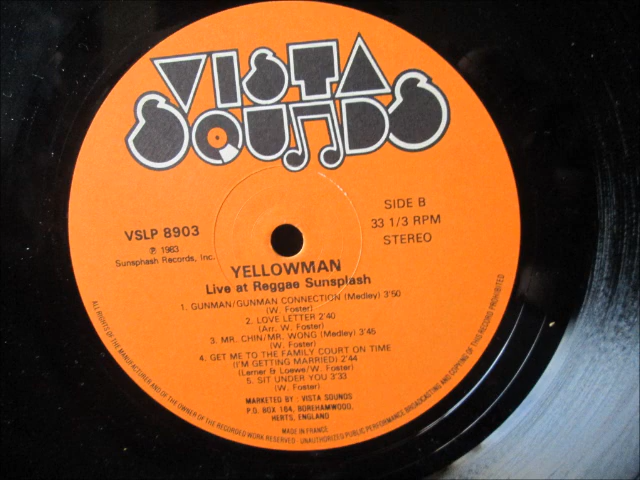 VISTA
SOUNDS
VSLP 8903
℗ 1983
Sunsphash Records, Inc.
SIDE B
33 1/3 RPM
STEREO
YELLOWMAN
Live at Reggae Sunsplash
1. GUNMAN/GUNMAN CONNECTION (Medley) 3'50
(W. Foster)
2. LOVE LETTER 2'40
(Arr. W. Foster)
3. MR. CHIN/MR. WONG (Medley) 3'45
(W. Foster)
4. GET ME TO THE FAMILY COURT ON TIME
(I'M GETTING MARRIED) 2'44
(Lerner & Loewe/W. Foster)
5. SIT UNDER YOU 3'33
(W. Foster)
MARKETED BY : VISTA SOUNDS
P.O. BOX 184, BOREHAMWOOD,
HERTS, ENGLAND
MADE IN FRANCE
ALL RIGHTS OF THE MANUFACTURER AND OF THE OWNER OF THE RECORDED WORK RESERVED - UNAUTHORIZED PUBLIC PERFORMANCE BROADCASTING AND COPYING OF THIS RECORD PROHIBITED